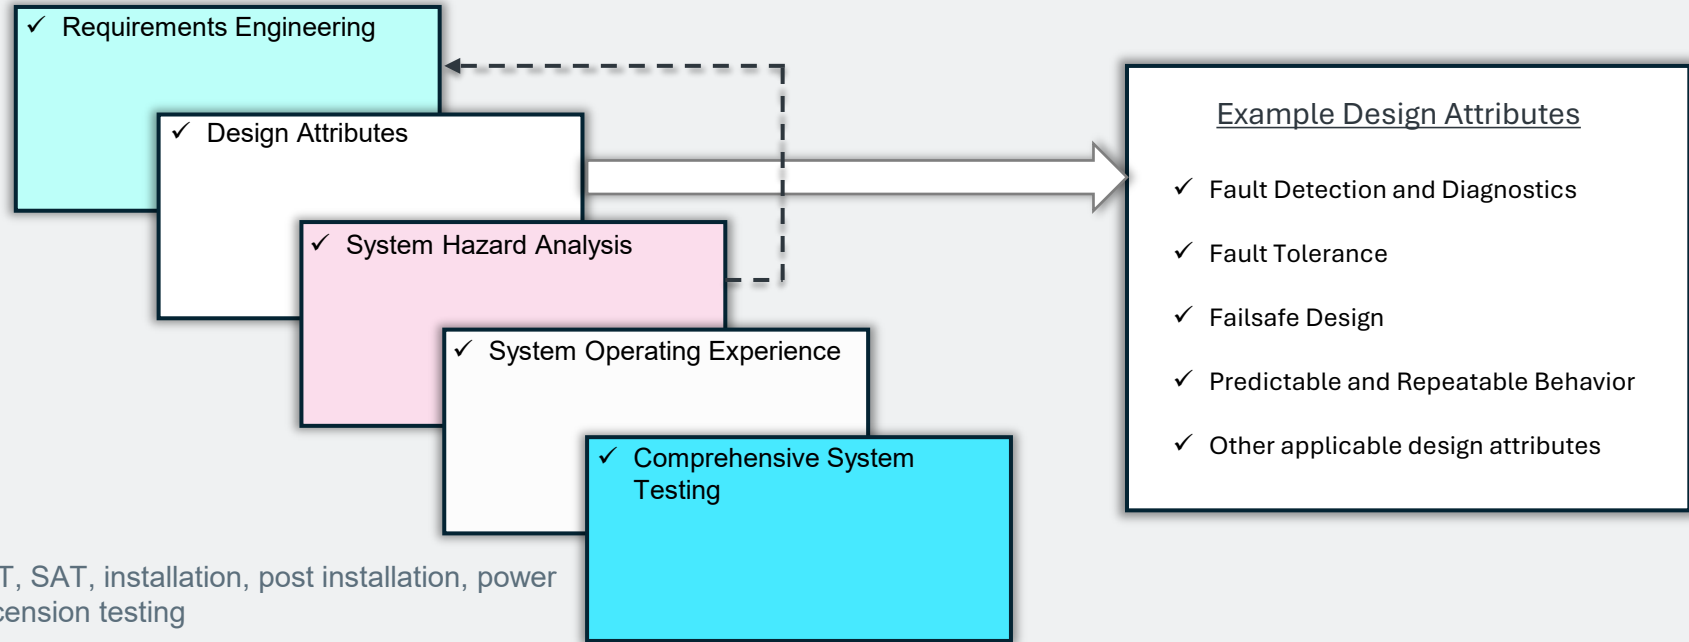 ✓ Requirements Engineering
✓ Design Attributes
✓ System Hazard Analysis
✓ System Operating Experience
✓ Comprehensive System
Testing
T, SAT, installation, post installation, power
cension testing
Example Design Attributes
✓ Fault Detection and Diagnostics
✓ Fault Tolerance
✓ Failsafe Design
✓ Predictable and Repeatable Behavior
✓ Other applicable design attributes